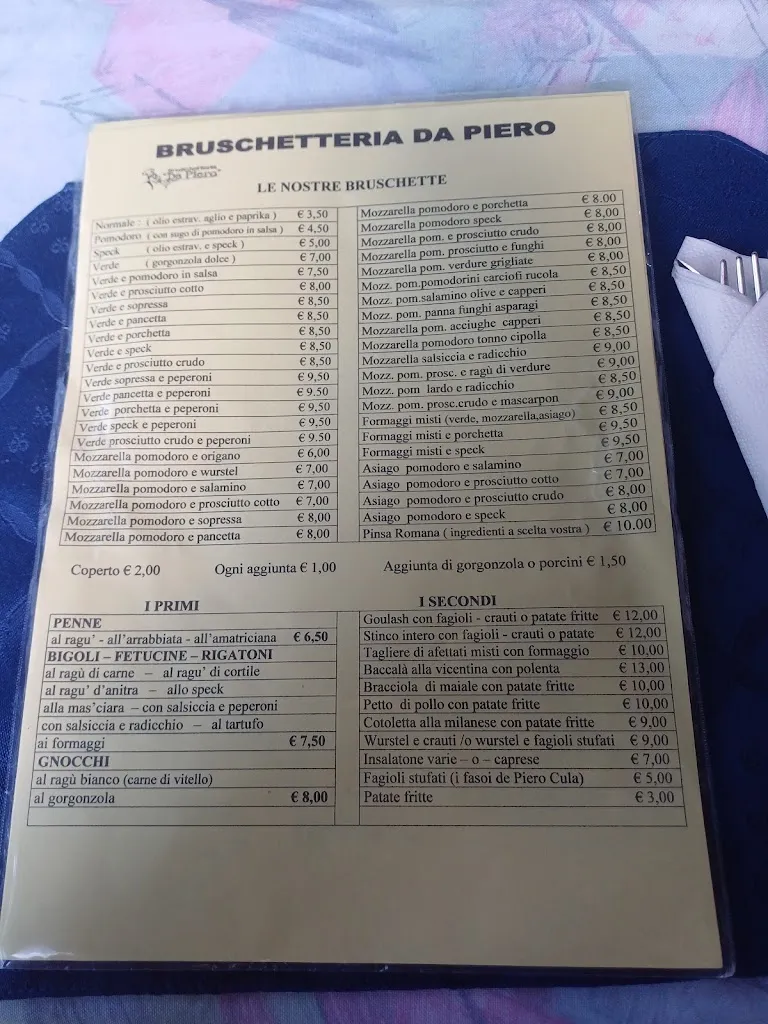 BRUSCHETTERIA DA PIERO
Da Piero
LE NOSTRE BRUSCHETTE
Normale : ( olio estrav. aglio e paprika ) € 3,50
Pomodoro ( con sugo di pomodoro in salsa ) € 4,50
Speck ( olio estrav. e speck ) € 5,00
Verde ( gorgonzola dolce ) € 7,00
Verde e pomodoro in salsa € 7,50
Verde e prosciutto cotto € 8,00
Verde e sopressa € 8,50
Verde e pancetta € 8,50
Verde e porchetta € 8,50
Verde e speck € 8,50
Verde e prosciutto crudo € 8,50
Verde sopressa e peperoni € 9,50
Verde pancetta e peperoni € 9.50
Verde porchetta e peperoni € 9,50
Verde speck e peperoni € 9,50
Verde prosciutto crudo e peperoni € 9.50
Mozzarella pomodoro e origano € 6,00
Mozzarella pomodoro e wurstel € 7,00
Mozzarella pomodoro e salamino € 7,00
Mozzarella pomodoro e prosciutto cotto € 7,00
Mozzarella pomodoro e sopressa € 8,00
Mozzarella pomodoro e pancetta € 8,00
Mozzarella pomodoro e porchetta € 8.00
Mozzarella pomodoro speck € 8,00
Mozzarella pom. e prosciutto crudo € 8,00
Mozzarella pom. prosciutto e funghi € 8,00
Mozzarella pom. verdure grigliate € 8,00
Mozz. pom.pomodorini carciofi rucola € 8,50
Mozz. pom.salamino olive e capperi € 8,50
Mozz. pom. panna funghi asparagi € 8,50
Mozzarella pom. acciughe capperi € 8,50
Mozzarella pomodoro tonno cipolla € 8,50
Mozzarella salsiccia e radicchio € 9,00
Mozz. pom. prosc. e ragù di verdure € 9,00
Mozz. pom lardo e radicchio € 8,50
Mozz. pom. prosc.crudo e mascarpon € 9,00
Formaggi misti (verde, mozzarella,asiago) € 8,50
Formaggi misti e porchetta € 9,50
Formaggi misti e speck € 9,50
Asiago pomodoro e salamino € 7,00
Asiago pomodoro e prosciutto cotto € 7,00
Asiago pomodoro e prosciutto crudo € 8,00
Asiago pomodoro e speck € 8,00
Pinsa Romana ( ingredienti a scelta vostra ) € 10.00
Coperto € 2,00 Ogni aggiunta € 1,00 Aggiunta di gorgonzola o porcini € 1,50
I PRIMI
PENNE
al ragu' - all'arrabbiata - all'amatriciana € 6,50
BIGOLI – FETUCINE – RIGATONI
al ragù di carne – al ragu' di cortile
al ragu' d'anitra – allo speck
alla mas'ciara – con salsiccia e peperoni
con salsiccia e radicchio – al tartufo
ai formaggi € 7,50
GNOCCHI
al ragù bianco (carne di vitello)
al gorgonzola € 8,00
I SECONDI
Goulash con fagioli - crauti o patate fritte € 12,00
Stinco intero con fagioli - crauti o patate € 12,00
Tagliere di afettati misti con formaggio € 10,00
Baccalà alla vicentina con polenta € 13,00
Bracciola di maiale con patate fritte € 10,00
Petto di pollo con patate fritte € 10,00
Cotoletta alla milanese con patate fritte € 9,00
Wurstel e crauti /o wurstel e fagioli stufati € 9,00
Insalatone varie – o – caprese € 7,00
Fagioli stufati (i fasoi de Piero Cula) € 5,00
Patate fritte € 3,00